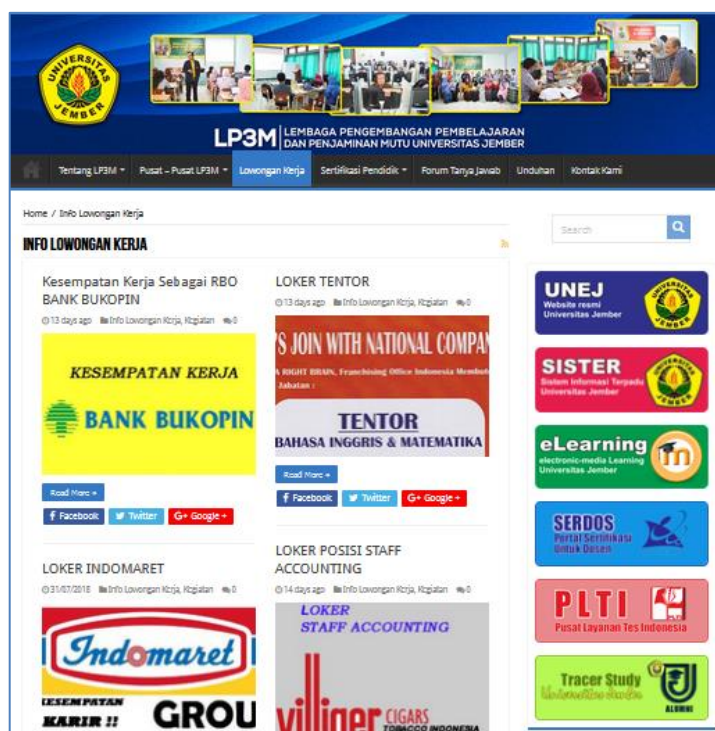 UNIVERSITAS
JEMBER
LP3M LEMBAGA PENGEMBANGAN PEMBELAJARAN
DAN PENJAMINAN MUTU UNIVERSITAS JEMBER
Tentang LP3M Pusat – Pusat LP3M Lowongan Kerja Sertifikasi Pendidik Forum Tanya Jawab Unduhan Kontak Kami
Home / Info Lowongan Kerja
Search
INFO LOWONGAN KERJA
Kesempatan Kerja Sebagai RBO
BANK BUKOPIN
13 days ago Info Lowongan Kerja, Kegiatan 0
KESEMPATAN KERJA
BANK BUKOPIN
Read More »
Facebook Twitter G+ Google +
LOKER TENTOR
13 days ago Info Lowongan Kerja, Kegiatan 0
'S JOIN WITH NATIONAL COMPAN
A RIGHT BRAIN, Franchising Office Indonesia Membut
Jabatan :
TENTOR
BAHASA INGGRIS & MATEMATIKA
Read More »
Facebook Twitter G+ Google +
LOKER INDOMARET
31/07/2018 Info Lowongan Kerja, Kegiatan 0
Indomaret
KESEMPATAN
KARIR !! GROU
LOKER POSISI STAFF
ACCOUNTING
14 days ago Info Lowongan Kerja, Kegiatan 0
LOKER
STAFF ACCOUNTING
villiger CIGARS
TOBACCO INDONESIA
UNEJ
Website resmi
Universitas Jember
SISTER
Sistem Informasi Terpadu
Universitas Jember
eLearning
electronic-media Learning
Universitas Jember
SERDOS
Portal Sertifikasi
Untuk Dosen
PLTI
Pusat Layanan Tes Indonesia
Tracer Study
Universitas Jember
ALUMNI